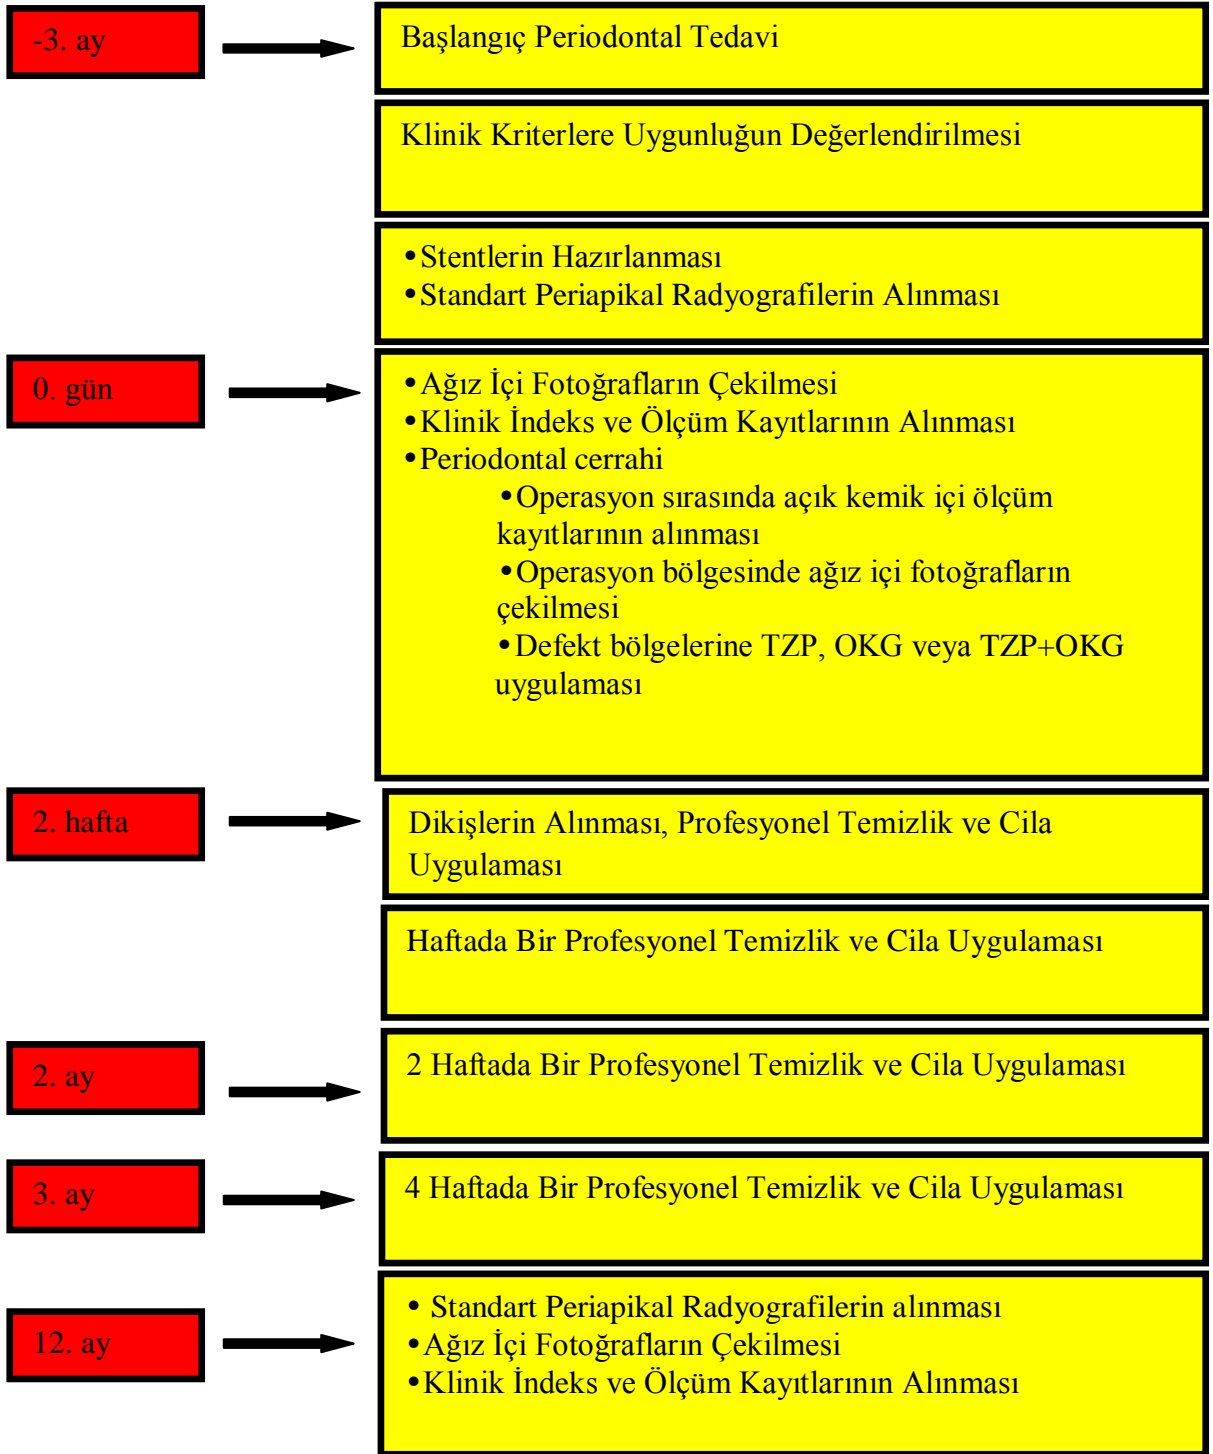 -3. ay
Başlangıç Periodontal Tedavi
Klinik Kriterlere Uygunluğun Değerlendirilmesi
•Stentlerin Hazırlanması
•Standart Periapikal Radyografilerin Alınması
0. gün
•Ağız İçi Fotoğrafların Çekilmesi
•Klinik İndeks ve Ölçüm Kayıtlarının Alınması
•Periodontal cerrahi
•Operasyon sırasında açık kemik içi ölçüm
kayıtlarının alınması
•Operasyon bölgesinde ağız içi fotoğrafların
çekilmesi
•Defekt bölgelerine TZP, OKG veya TZP+OKG
uygulaması
2. hafta
Dikişlerin Alınması, Profesyonel Temizlik ve Cila
Uygulaması
Haftada Bir Profesyonel Temizlik ve Cila Uygulaması
2. ay
2 Haftada Bir Profesyonel Temizlik ve Cila Uygulaması
3. ay
4 Haftada Bir Profesyonel Temizlik ve Cila Uygulaması
12. ay
• Standart Periapikal Radyografilerin alınması
•Ağız İçi Fotoğrafların Çekilmesi
•Klinik İndeks ve Ölçüm Kayıtlarının Alınması